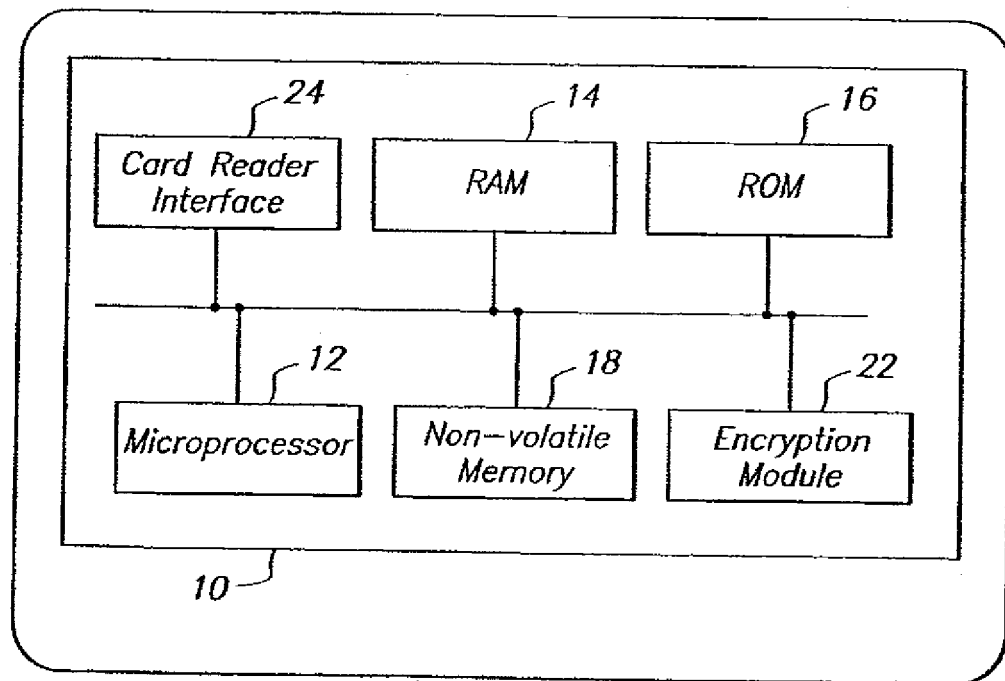 24
14
16
Card Reader
Interface
RAM
ROM
12
18
22
Microprocessor
Non-volatile
Memory
Encryption
Module
10